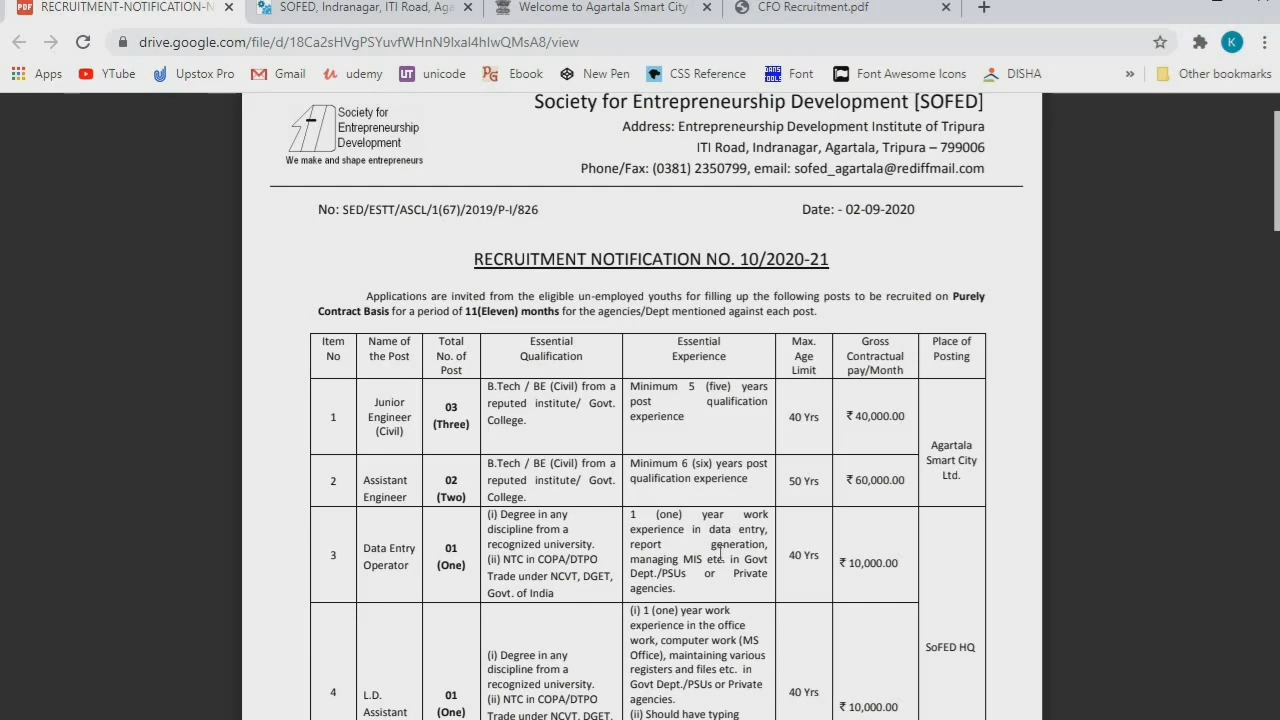 RECRUITMENT-NOTIFICATION-N
SOFED, Indranagar, ITI Road, Aga
Welcome to Agartala Smart City
CFO Recruitment.pdf
drive.google.com/file/d/18Ca2sHVgPSYuvfWHnN9Ixal4hIwQMsA8/view
K
Apps
YTube
Upstox Pro
Gmail
udemy
UT unicode
Ebook
New Pen
CSS Reference
Font
Font Awesome Icons
DISHA
»
Other bookmarks
Society for
Entrepreneurship
Development
We make and shape entrepreneurs
Society for Entrepreneurship Development [SOFED]
Address: Entrepreneurship Development Institute of Tripura
ITI Road, Indranagar, Agartala, Tripura – 799006
Phone/Fax: (0381) 2350799, email: sofed_agartala@rediffmail.com
No: SED/ESTT/ASCL/1(67)/2019/P-I/826
Date: - 02-09-2020
RECRUITMENT NOTIFICATION NO. 10/2020-21
Applications are invited from the eligible un-employed youths for filling up the following posts to be recruited on Purely
Contract Basis for a period of 11(Eleven) months for the agencies/Dept mentioned against each post.
Item
No
Name of
the Post
Total
No. of
Post
Essential
Qualification
Essential
Experience
Max.
Age
Limit
Gross
Contractual
pay/Month
Place of
Posting
1
Junior
Engineer
(Civil)
03
(Three)
B.Tech / BE (Civil) from a
reputed institute/ Govt.
College.
Minimum 5 (five) years
post qualification
experience
40 Yrs
₹ 40,000.00
Agartala
Smart City
Ltd.
2
Assistant
Engineer
02
(Two)
B.Tech / BE (Civil) from a
reputed institute/ Govt.
College.
Minimum 6 (six) years post
qualification experience
50 Yrs
₹ 60,000.00
3
Data Entry
Operator
01
(One)
(i) Degree in any
discipline from a
recognized university.
(ii) NTC in COPA/DTPO
Trade under NCVT, DGET,
Govt. of India
1 (one) year work
experience in data entry,
report generation,
managing MIS etc. in Govt
Dept./PSUs or Private
agencies.
40 Yrs
₹ 10,000.00
SoFED HQ
4
L.D.
Assistant
01
(One)
(i) Degree in any
discipline from a
recognized university.
(ii) NTC in COPA/DTPO
Trade under NCVT, DGET,
(i) 1 (one) year work
experience in the office
work, computer work (MS
Office), maintaining various
registers and files etc. in
Govt Dept./PSUs or Private
agencies.
(ii) Should have typing
40 Yrs
₹ 10,000.00